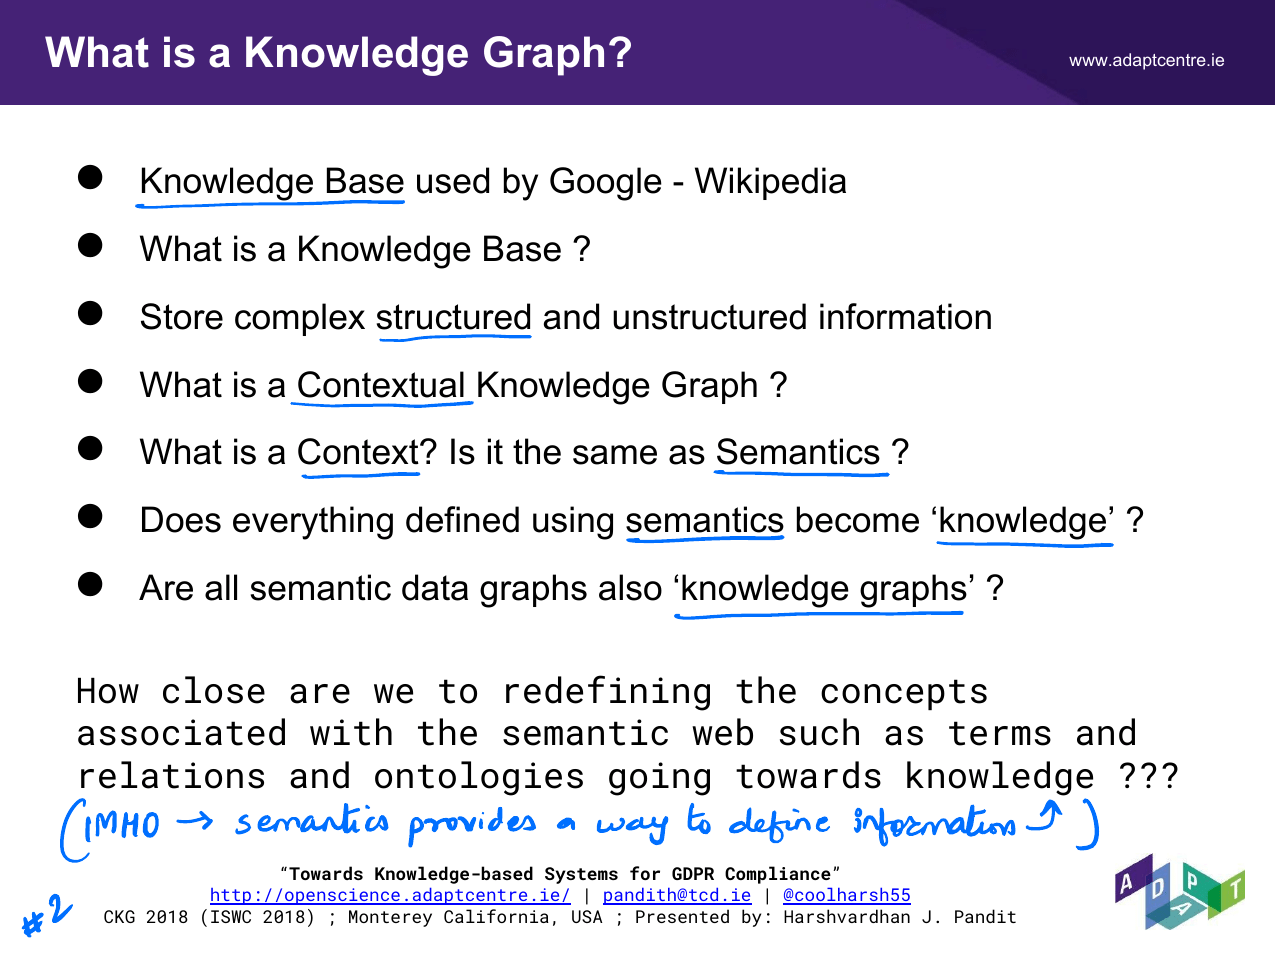 What is a Knowledge Graph?
www.adaptcentre.ie
● Knowledge Base used by Google - Wikipedia
● What is a Knowledge Base ?
● Store complex structured and unstructured information
● What is a Contextual Knowledge Graph ?
● What is a Context? Is it the same as Semantics ?
● Does everything defined using semantics become ‘knowledge’ ?
● Are all semantic data graphs also ‘knowledge graphs’ ?
How close are we to redefining the concepts
associated with the semantic web such as terms and
relations and ontologies going towards knowledge ???
(IMHO → semantics provides a way to define information ⤴)
“Towards Knowledge-based Systems for GDPR Compliance”
http://openscience.adaptcentre.ie/ | pandith@tcd.ie | @coolharsh55
CKG 2018 (ISWC 2018) ; Monterey California, USA ; Presented by: Harshvardhan J. Pandit
#2
ADAPT